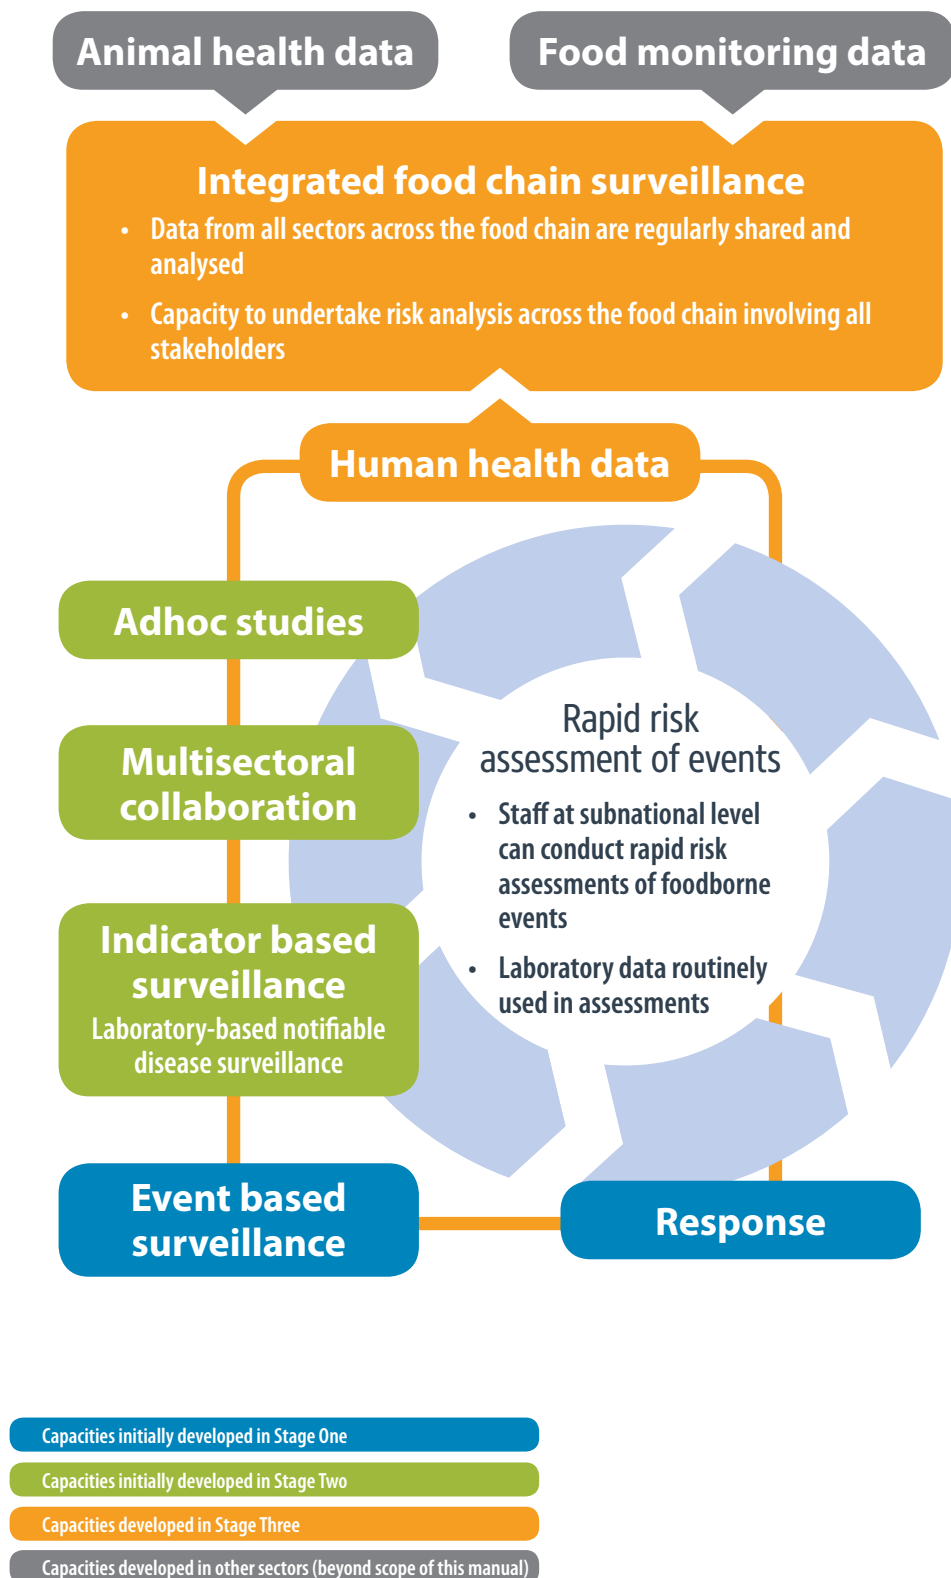 Animal health data
Food monitoring data
Integrated food chain surveillance
• Data from all sectors across the food chain are regularly shared and
analysed
• Capacity to undertake risk analysis across the food chain involving all
stakeholders
Human health data
Adhoc studies
Multisectoral
collaboration
Indicator based
surveillance
Laboratory-based notifiable
disease surveillance
Rapid risk
assessment of events
• Staff at subnational level
can conduct rapid risk
assessments of foodborne
events
• Laboratory data routinely
used in assessments
Event based
surveillance
Response
Capacities initially developed in Stage One
Capacities initially developed in Stage Two
Capacities developed in Stage Three
Capacities developed in other sectors (beyond scope of this manual)